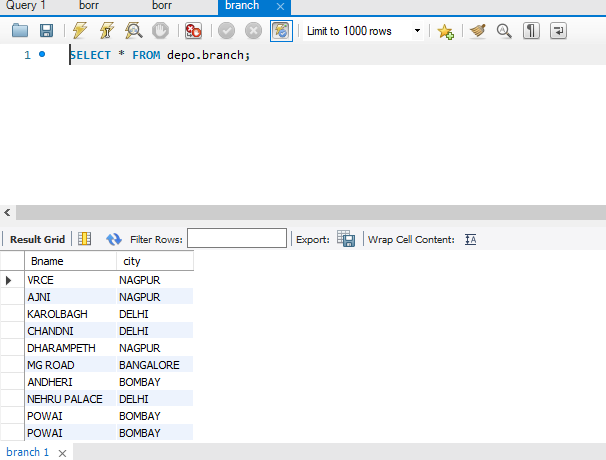 Query 1 borr borr branch
Limit to 1000 rows
1 SELECT * FROM depo.branch;
Result Grid Filter Rows: Export: Wrap Cell Content:
Bname city
VRCE NAGPUR
AJNI NAGPUR
KAROLBAGH DELHI
CHANDNI DELHI
DHARAMPETH NAGPUR
MG ROAD BANGALORE
ANDHERI BOMBAY
NEHRU PALACE DELHI
POWAI BOMBAY
POWAI BOMBAY
branch 1